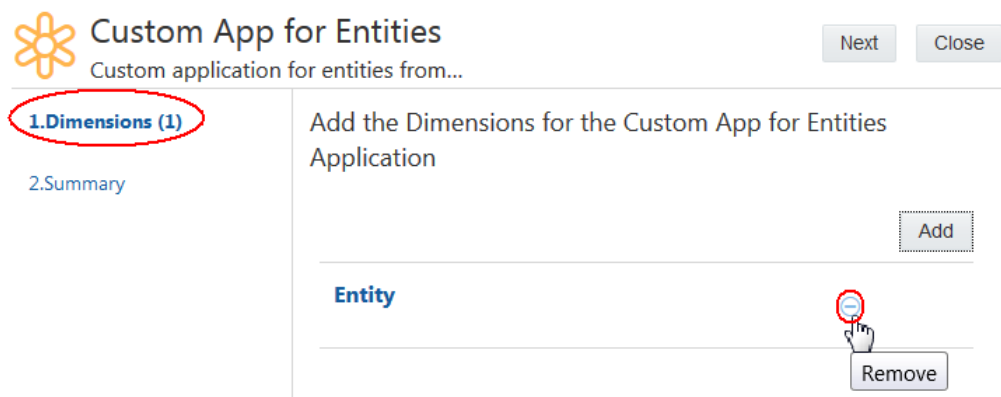 Custom App for Entities
Custom application for entities from...
Next
Close
1.Dimensions (1)
2.Summary
Add the Dimensions for the Custom App for Entities
Application
Add
Entity
Remove